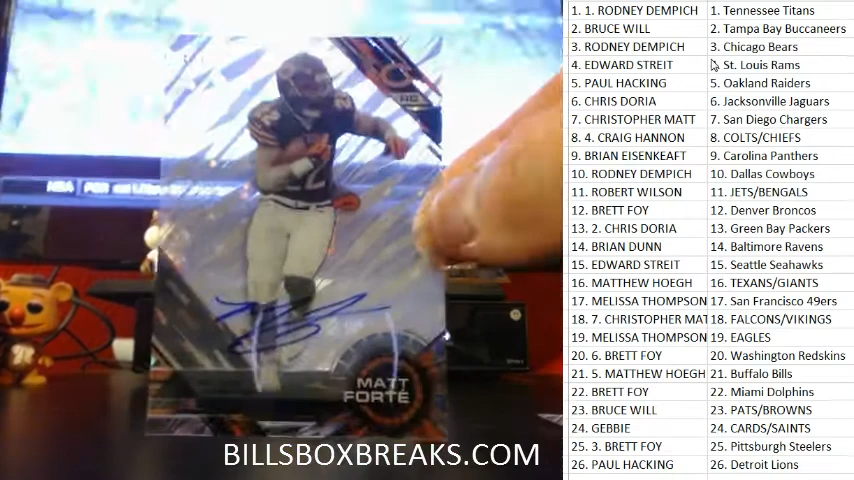 1. 1. RODNEY DEMPICH 1. Tennessee Titans
2. BRUCE WILL 2. Tampa Bay Buccaneers
3. RODNEY DEMPICH 3. Chicago Bears
4. EDWARD STREIT St. Louis Rams
5. PAUL HACKING 5. Oakland Raiders
6. CHRIS DORIA 6. Jacksonville Jaguars
7. CHRISTOPHER MATT 7. San Diego Chargers
8. 4. CRAIG HANNON 8. COLTS/CHIEFS
9. BRIAN EISENKEAFT 9. Carolina Panthers
10. RODNEY DEMPICH 10. Dallas Cowboys
11. ROBERT WILSON 11. JETS/BENGALS
12. BRETT FOY 12. Denver Broncos
13. 2. CHRIS DORIA 13. Green Bay Packers
14. BRIAN DUNN 14. Baltimore Ravens
15. EDWARD STREIT 15. Seattle Seahawks
16. MATTHEW HOEGH 16. TEXANS/GIANTS
17. MELISSA THOMPSON 17. San Francisco 49ers
18. 7. CHRISTOPHER MAT 18. FALCONS/VIKINGS
19. MELISSA THOMPSON 19. EAGLES
20. 6. BRETT FOY 20. Washington Redskins
21. 5. MATTHEW HOEGH 21. Buffalo Bills
22. BRETT FOY 22. Miami Dolphins
23. BRUCE WILL 23. PATS/BROWNS
24. GEBBIE 24. CARDS/SAINTS
25. 3. BRETT FOY 25. Pittsburgh Steelers
26. PAUL HACKING 26. Detroit Lions
NBA
22
MATT
FORTÉ
BILLSBOXBREAKS.COM